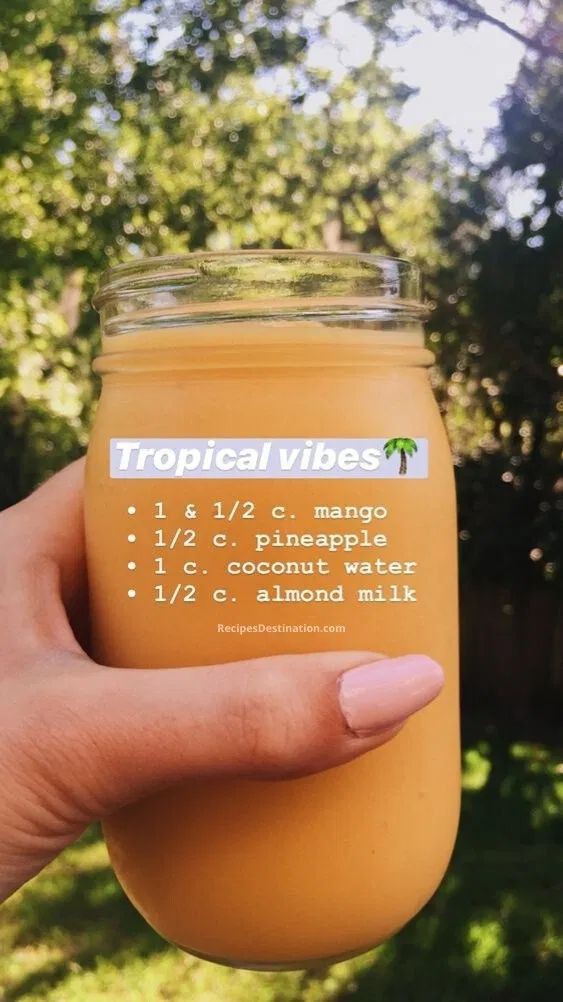 Tropical vibes🌴
• 1 & 1/2 c. mango
• 1/2 c. pineapple
• 1 c. coconut water
• 1/2 c. almond milk
RecipesDestination.com